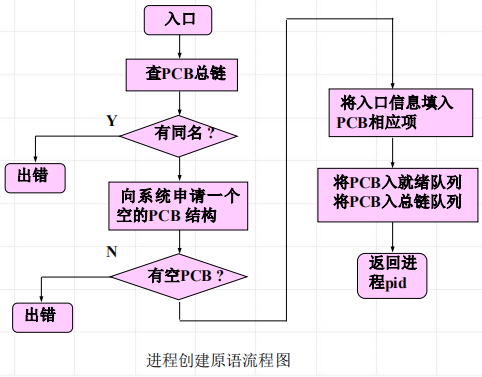 入口
查PCB总链
Y
有同名？
出错
向系统申请一个
空的PCB 结构
N
有空PCB？
出错
将入口信息填入
PCB相应项
将PCB入就绪队列
将PCB入总链队列
返回进
程pid
进程创建原语流程图